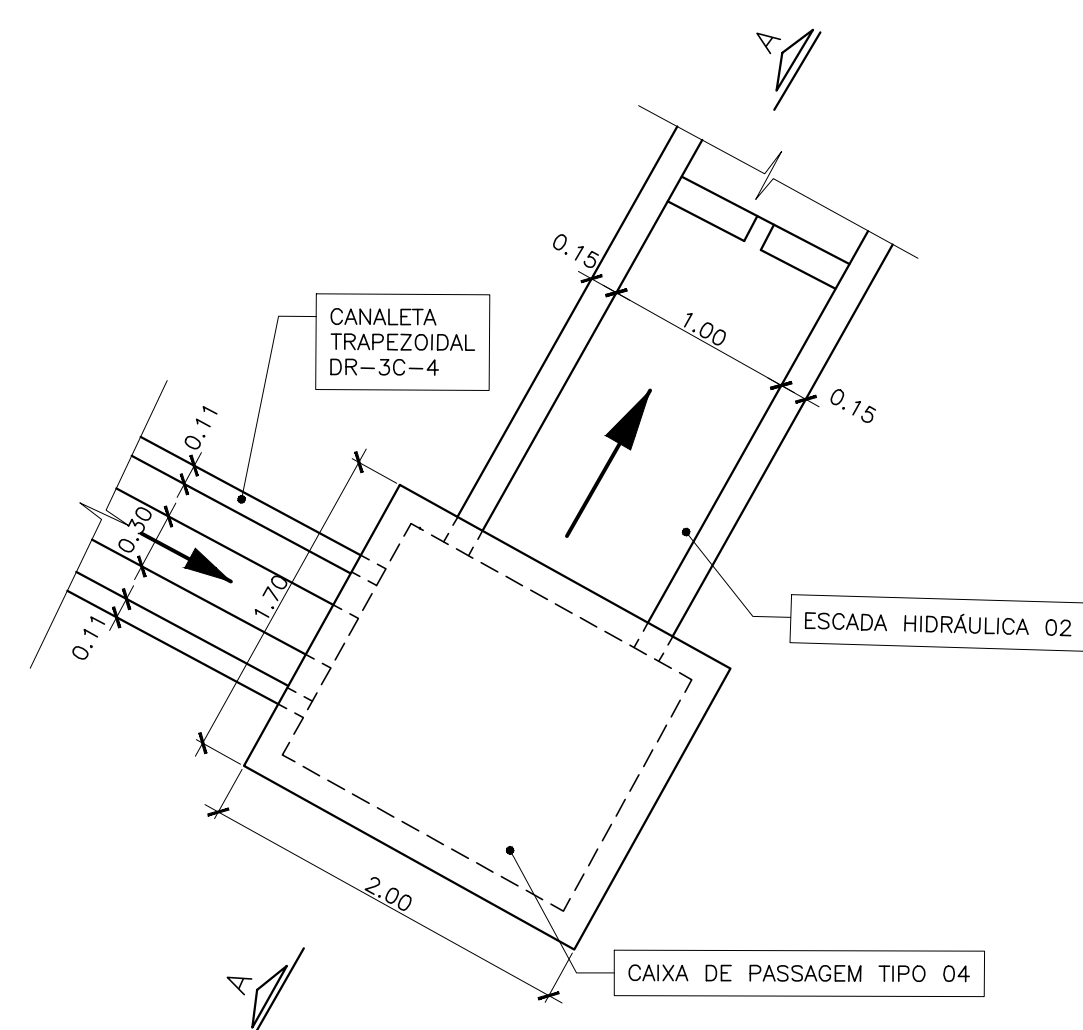 A
0.15
1.00
CANALETA
TRAPEZOIDAL
DR-3C-4
0.15
0.11
0.30
1.70
0.11
ESCADA HIDRÁULICA 02
2.00
CAIXA DE PASSAGEM TIPO 04
A